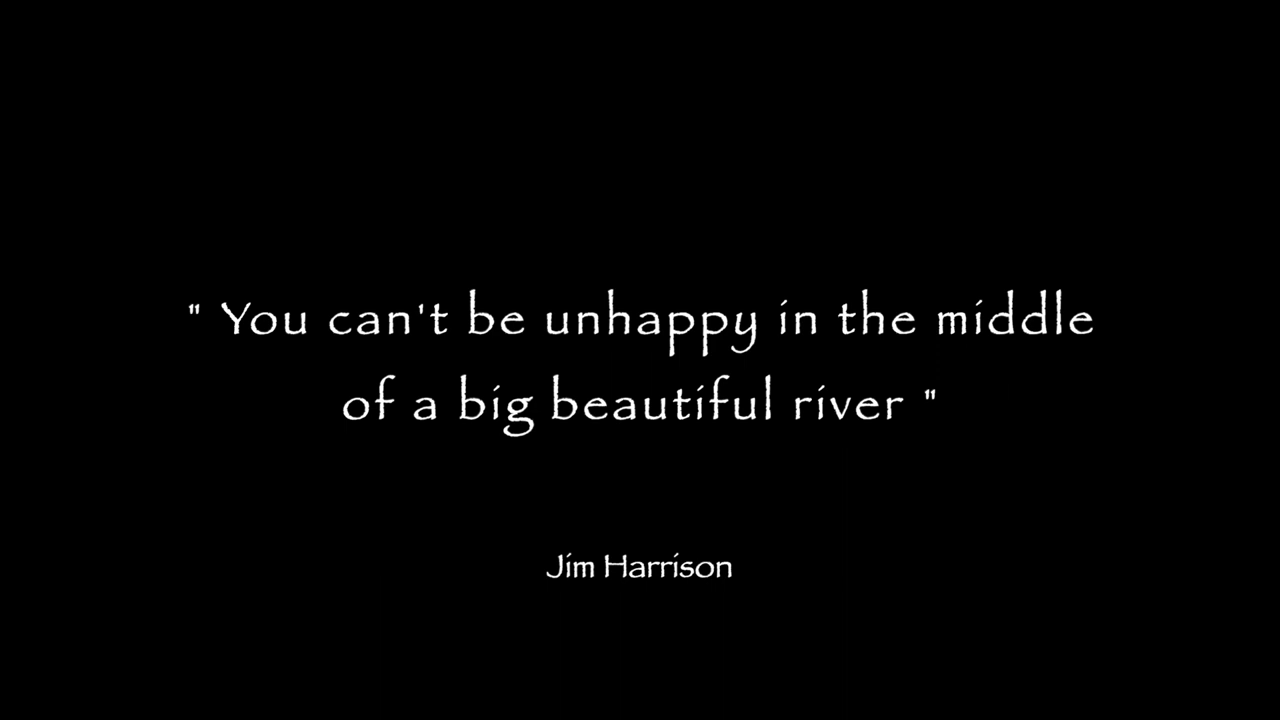 " You can't be unhappy in the middle
of a big beautiful river "
Jim Harrison